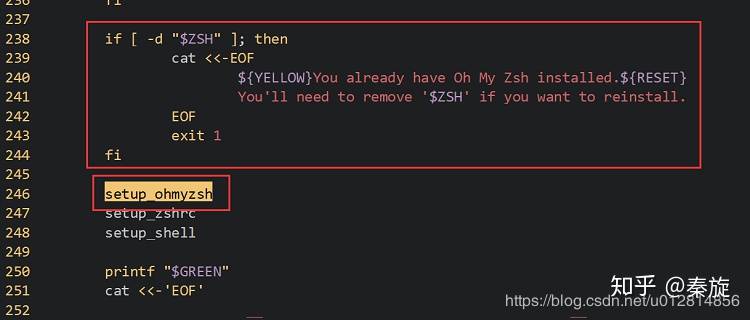 236 fi
237
238 if [ -d "$ZSH" ]; then
239 cat <<-EOF
240 ${YELLOW}You already have Oh My Zsh installed.${RESET}
241 You'll need to remove '$ZSH' if you want to reinstall.
242 EOF
243 exit 1
244 fi
245
246 setup_ohmyzsh
247 setup_zshrc
248 setup_shell
249
250 printf "$GREEN"
251 cat <<-'EOF'
252
知乎 @秦旋
https://blog.csdn.net/u012814856